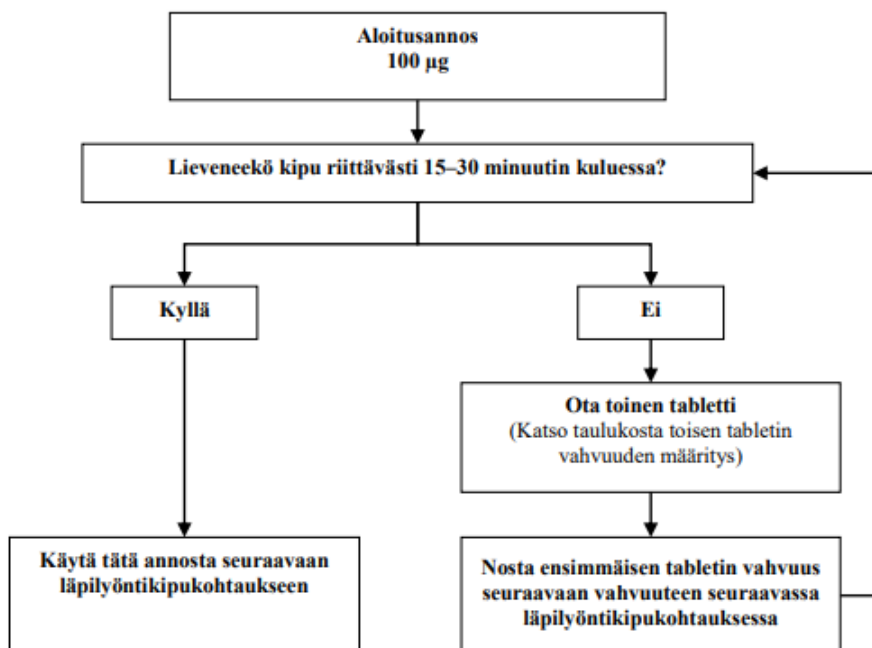 Aloitusannos
100 µg
Lieveneekö kipu riittävästi 15–30 minuutin kuluessa?
Kyllä
Ei
Ota toinen tabletti
(Katso taulukosta toisen tabletin
vahvuuden määritys)
Käytä tätä annosta seuraavaan
läpilyöntikipukohtaukseen
Nosta ensimmäisen tabletin vahvuus
seuraavaan vahvuuteen seuraavassa
läpilyöntikipukohtauksessa